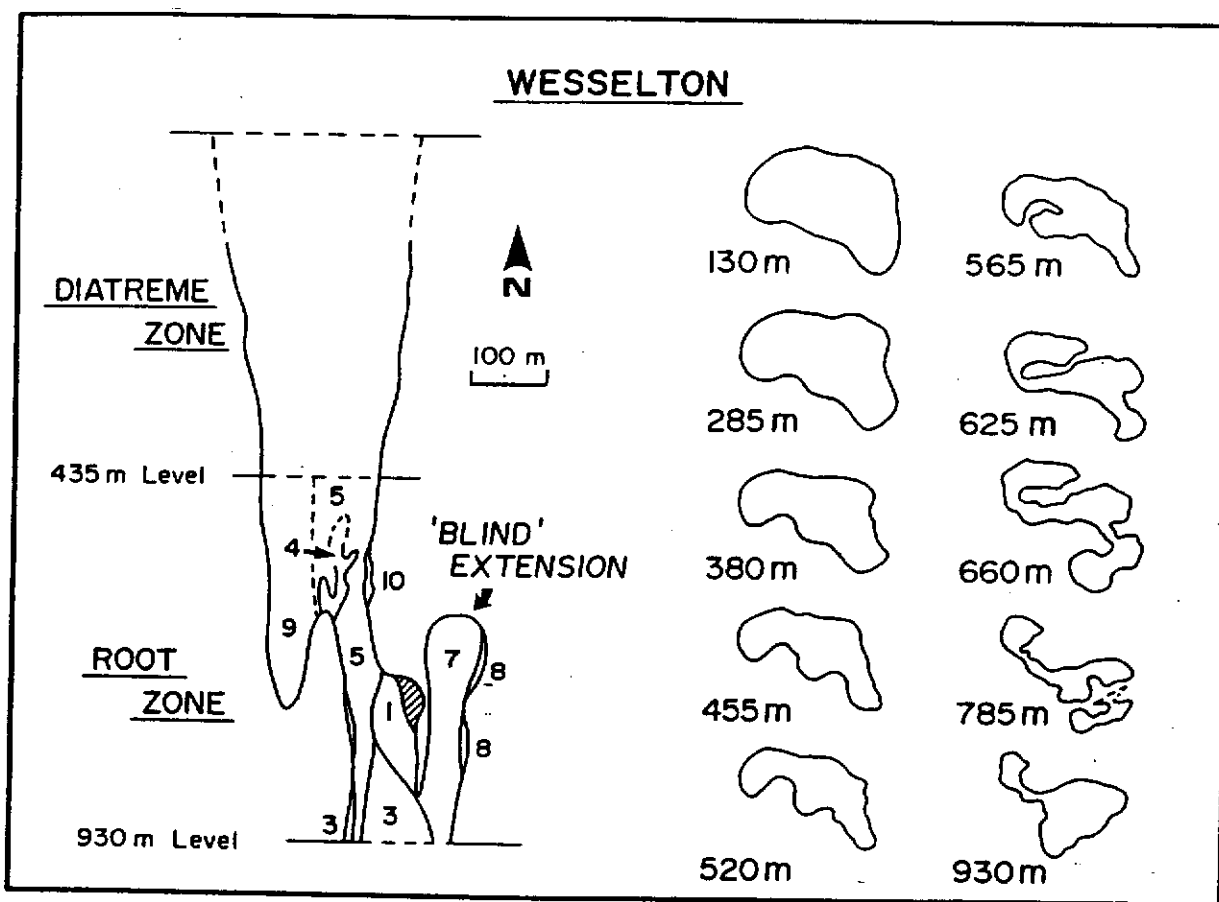 WESSELTON
DIATREME
ZONE
N
100 m
435 m Level
5
4
'BLIND'
EXTENSION
10
9
ROOT
ZONE
5
7
8
1
8
3
3
930 m Level
130 m
565 m
285 m
625 m
380 m
660 m
455 m
785 m
520 m
930 m